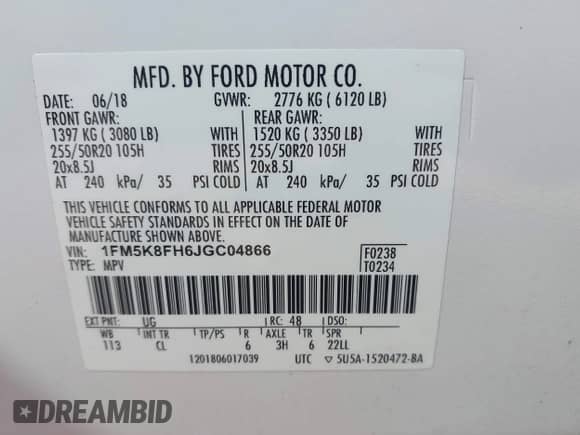 MFD. BY FORD MOTOR CO.
DATE: 06/18 GVWR: 2776 KG ( 6120 LB)
FRONT GAWR: REAR GAWR:
1397 KG ( 3080 LB) WITH 1520 KG ( 3350 LB) WITH
255/50R20 105H TIRES 255/50R20 105H TIRES
20x8.5J RIMS 20x8.5J RIMS
AT 240 kPa/ 35 PSI COLD AT 240 kPa/ 35 PSI COLD
THIS VEHICLE CONFORMS TO ALL APPLICABLE FEDERAL MOTOR
VEHICLE SAFETY STANDARDS IN EFFECT ON THE DATE OF
MANUFACTURE SHOWN ABOVE.
VIN: 1FM5K8FH6JGC04866 F0238
TYPE: MPV T0234
EXT PNT: UG RC: 48 DSO:
WB INT TR TP/PS R AXLE TR SPR
113 CL 6 3H 6 22LL
1201806017039 UTC ▽ 5U5A-1520472-BA
DREAMBID